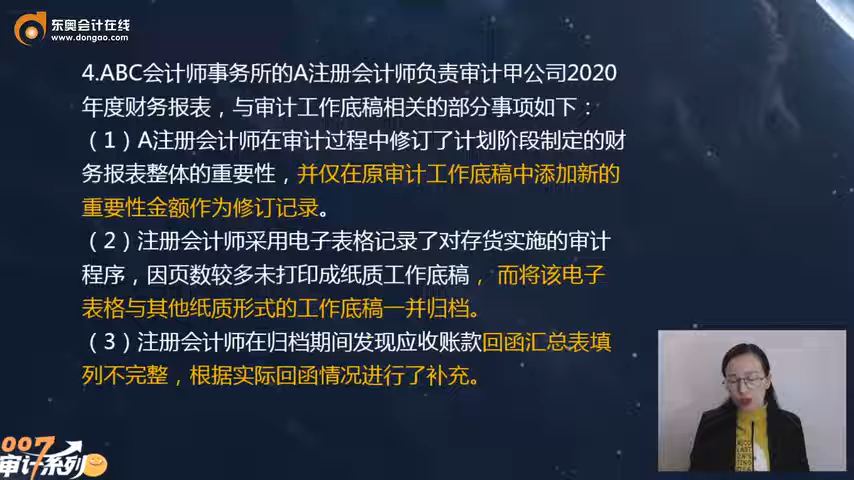 东奥会计在线
www.dongao.com
4.ABC会计师事务所的A注册会计师负责审计甲公司2020
年度财务报表，与审计工作底稿相关的部分事项如下：
（1）A注册会计师在审计过程中修订了计划阶段制定的财
务报表整体的重要性，并仅在原审计工作底稿中添加新的
重要性金额作为修订记录。
（2）注册会计师采用电子表格记录了对存货实施的审计
程序，因页数较多未打印成纸质工作底稿，而将该电子
表格与其他纸质形式的工作底稿一并归档。
（3）注册会计师在归档期间发现应收账款回函汇总表填
列不完整，根据实际回函情况进行了补充。
007
审计系列